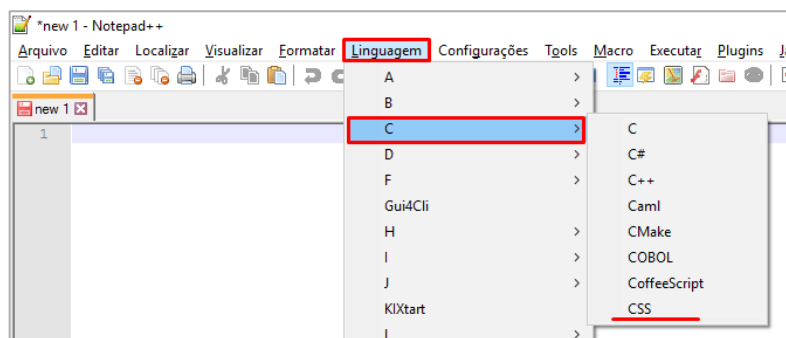 *new 1 - Notepad++
Arquivo Editar Localizar Visualizar Formatar Linguagem Configurações Tools Macro Executar Plugins
new 1
1
A
B
C
D
F
Gui4Cli
H
I
J
KIXtart
L
C
C#
C++
Caml
CMake
COBOL
CoffeeScript
CSS